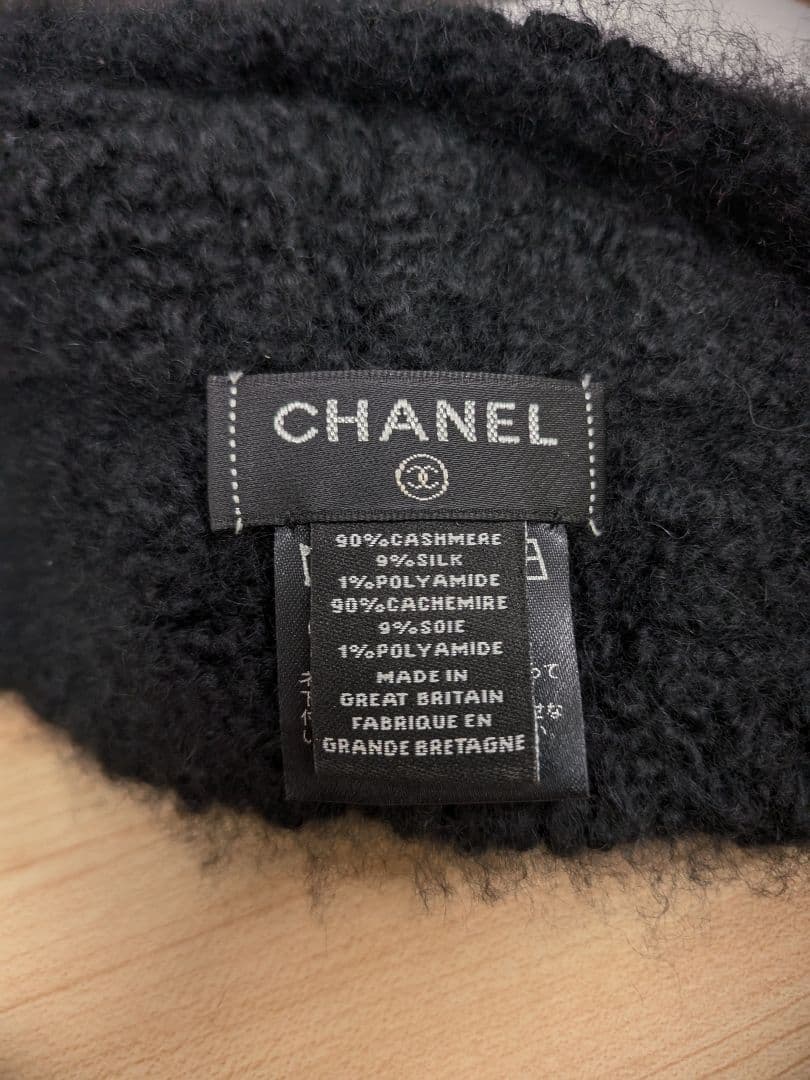 CHANEL
90%CASHMERE
9%SILK
1%POLYAMIDE
90%CACHEMIRE
9%SOIE
1%POLYAMIDE
MADE IN
GREAT BRITAIN
FABRIQUE EN
GRANDE BRETAGNE